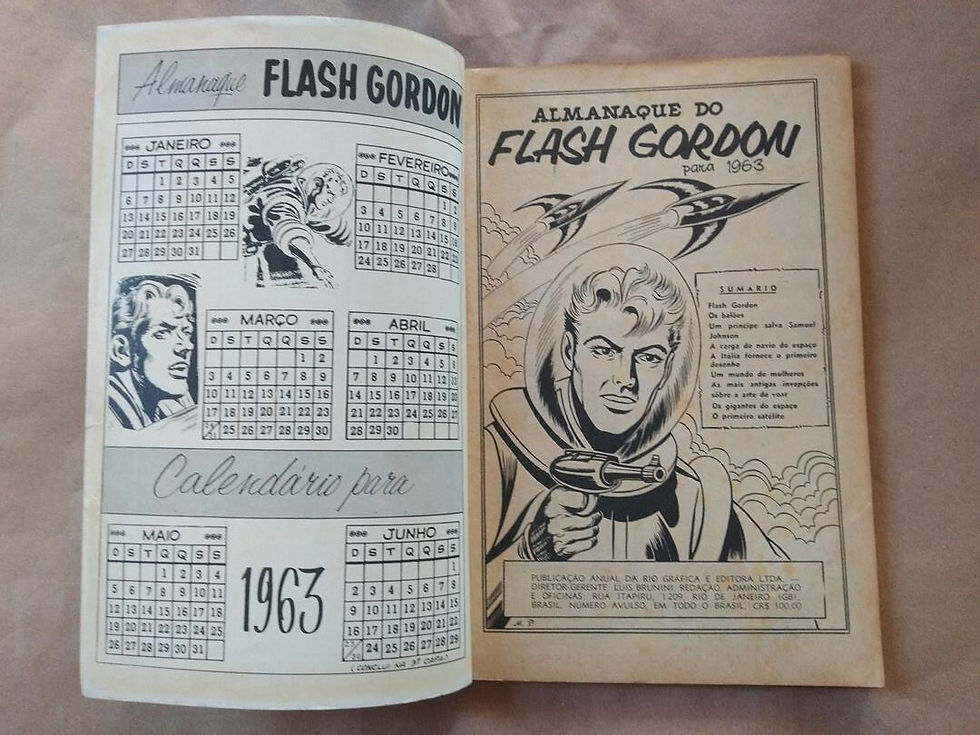 Almanaque FLASH GORDON
JANEIRO
D S T Q Q S S
1 2 3 4 5
6 7 8 9 10 11 12
13 14 15 16 17 18 19
20 21 22 23 24 25 26
27 28 29 30 31
FEVEREIRO
D S T Q Q S S
1 2
3 4 5 6 7 8 9
10 11 12 13 14 15 16
17 18 19 20 21 22 23
24 25 26 27 28
MARÇO
D S T Q Q S S
1 2
3 4 5 6 7 8 9
10 11 12 13 14 15 16
17 18 19 20 21 22 23
25 26 27 28 29 30
ABRIL
D S T Q Q S S
1 2 3 4 5 6
7 8 9 10 11 12 13
14 15 16 17 18 19 20
21 22 23 24 25 26 27
28 29 30
Calendário para
MAIO
D S T Q Q S S
1 2 3 4
5 6 7 8 9 10 11
12 13 14 15 16 17 18
19 20 21 22 23 24 25
26 27 28 29 30 31
1963
JUNHO
D S T Q Q S S
1
2 3 4 5 6 7 8
9 10 11 12 13 14 15
16 17 18 19 20 21 22
23/30 24 25 26 27 28 29
(CONCLUI NA 3ª CAPA)
ALMANAQUE DO
FLASH GORDON
para 1963
SUMARIO
Flash Gordon
Os balões
Um príncipe salva Samuel
Johnson
A carga do navio do espaço
A Itália fornece o primeiro
desenho
Um mundo de mulheres
As mais antigas invenções
sôbre a arte de voar
Os gigantes do espaço
O primeiro satélite
PUBLICAÇÃO ANUAL DA RIO GRÁFICA E EDITORA LTDA. —
DIRETOR-GERENTE: LUIS BRUNINI. REDAÇÃO, ADMINISTRAÇÃO
E OFICINAS: RUA ITAPIRU, 1209, RIO DE JANEIRO (GB),
BRASIL. NÚMERO AVULSO, EM TODO O BRASIL, CR$ 100,00